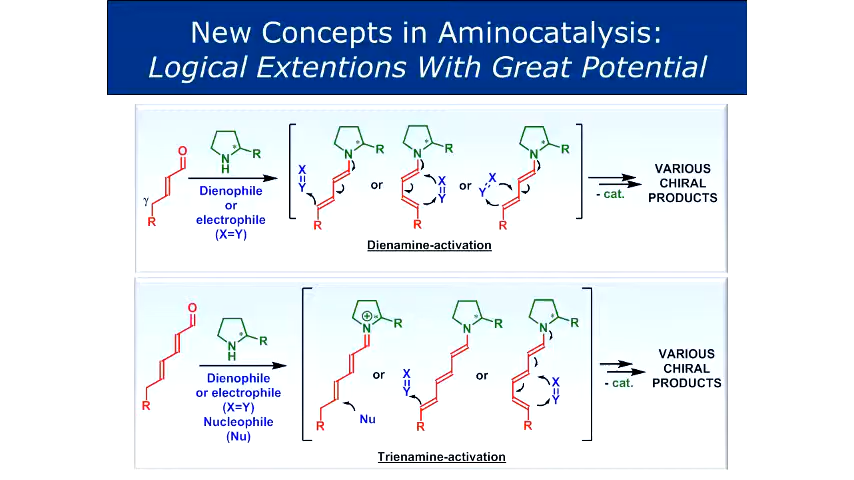 New Concepts in Aminocatalysis:
Logical Extentions With Great Potential
O
γ
R
N
H
*
R
Dienophile
or
electrophile
(X=Y)
N
*
R
X
Y
R
or
N
*
R
X
Y
R
or
N
*
R
X
Y
R
- cat.
VARIOUS
CHIRAL
PRODUCTS
Dienamine-activation
O
R
N
H
*
R
Dienophile
or electrophile
(X=Y)
Nucleophile
(Nu)
+
N
*
R
R
Nu
or
N
*
R
X
Y
R
or
N
*
R
X
Y
R
- cat.
VARIOUS
CHIRAL
PRODUCTS
Trienamine-activation